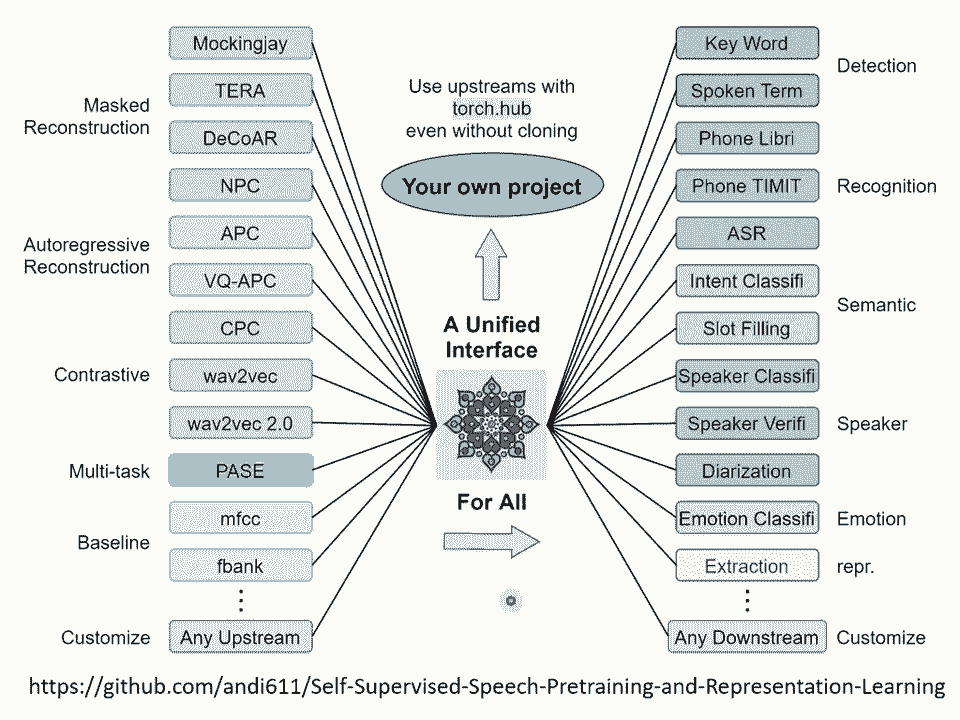 Masked
Reconstruction
Mockingjay
TERA
DeCoAR
NPC
Autoregressive
Reconstruction
APC
VQ-APC
Contrastive
CPC
wav2vec
wav2vec 2.0
Multi-task
PASE
Baseline
mfcc
fbank
Customize
Any Upstream
Use upstreams with
torch.hub
even without cloning
Your own project
A Unified
Interface
For All
Key Word
Spoken Term
Detection
Phone Libri
Phone TIMIT
ASR
Recognition
Intent Classifi
Slot Filling
Semantic
Speaker Classifi
Speaker Verifi
Diarization
Speaker
Emotion Classifi
Emotion
Extraction
repr.
Any Downstream
Customize
https://github.com/andi611/Self-Supervised-Speech-Pretraining-and-Representation-Learning